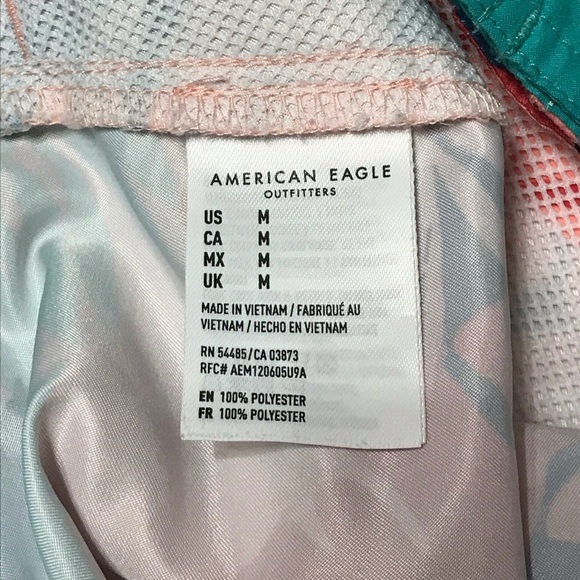 AMERICAN EAGLE
OUTFITTERS
US M
CA M
MX M
UK M
MADE IN VIETNAM / FABRIQUÉ AU
VIETNAM / HECHO EN VIETNAM
RN 54485/CA 03873
RFC# AEM120605U9A
EN 100% POLYESTER
FR 100% POLYESTER